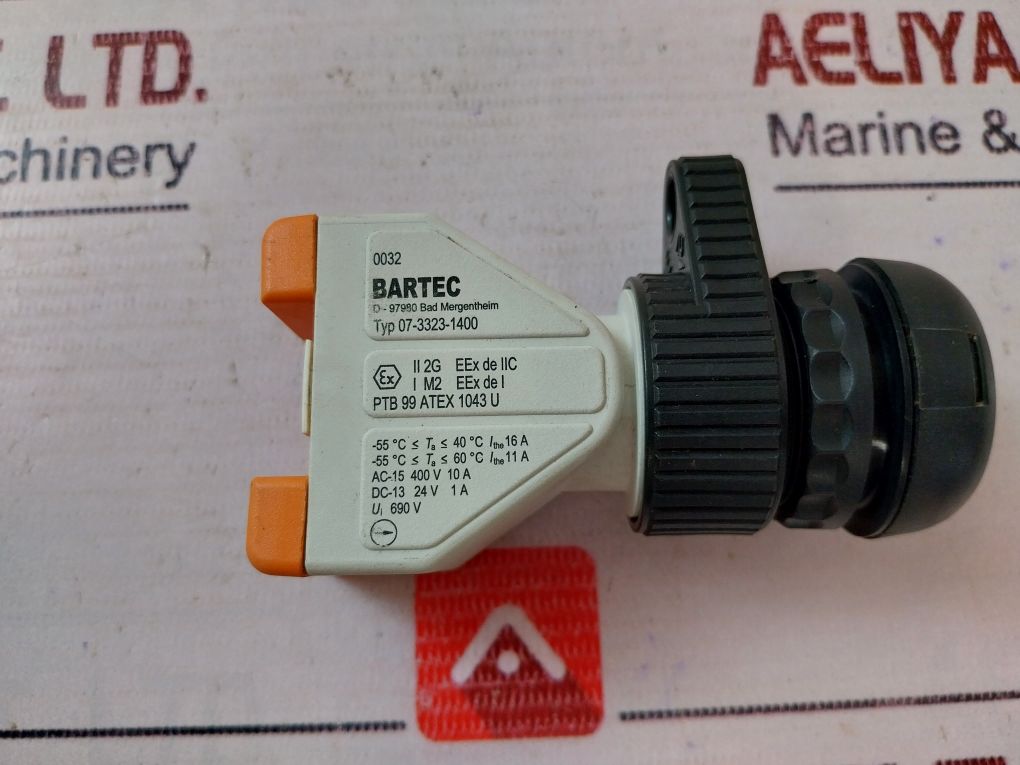 LTD.
AELIYA
chinery
Marine &
0032
BARTEC
D - 97980 Bad Mergentheim
Typ 07-3323-1400
Ex II 2G EEx de IIC
I M2 EEx de I
PTB 99 ATEX 1043 U
-55 °C ≤ Ta ≤ 40 °C Ithe 16 A
-55 °C ≤ Ta ≤ 60 °C Ithe 11 A
AC-15 400 V 10 A
DC-13 24 V 1 A
Ui 690 V